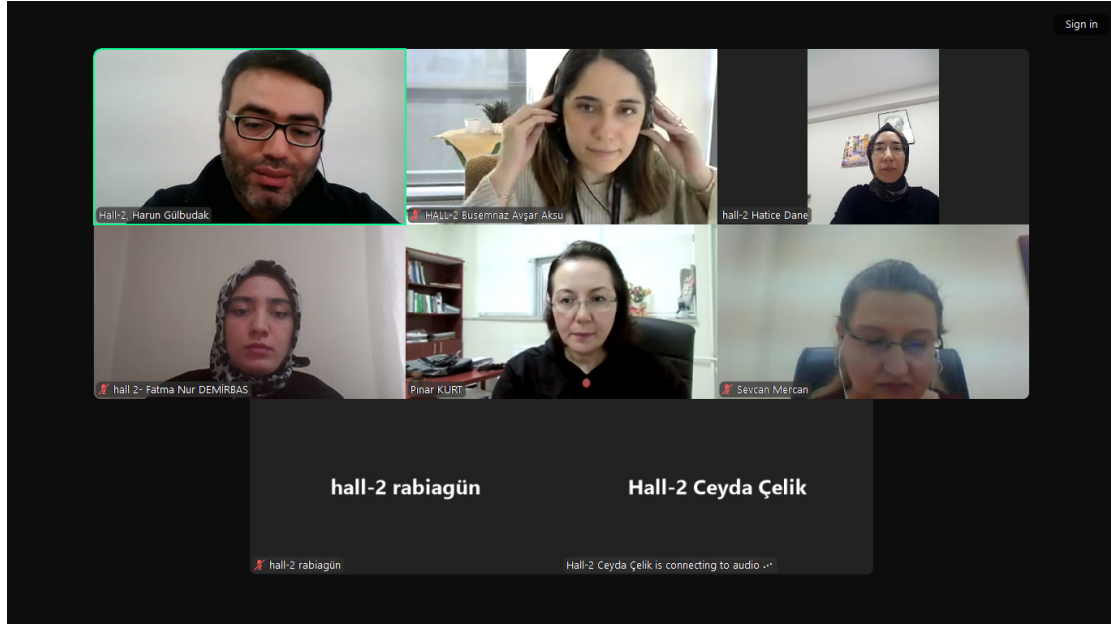 Sign in
Hall-2, Harun Gülbudak
HALL-2 Busemnaz Avşar Aksu
hall-2 Hatice Dane
hall 2- Fatma Nur DEMİRBAS
Pınar KURT
Sevcan Mercan
hall-2 rabiagün
Hall-2 Ceyda Çelik
hall-2 rabiagün
Hall-2 Ceyda Çelik is connecting to audio